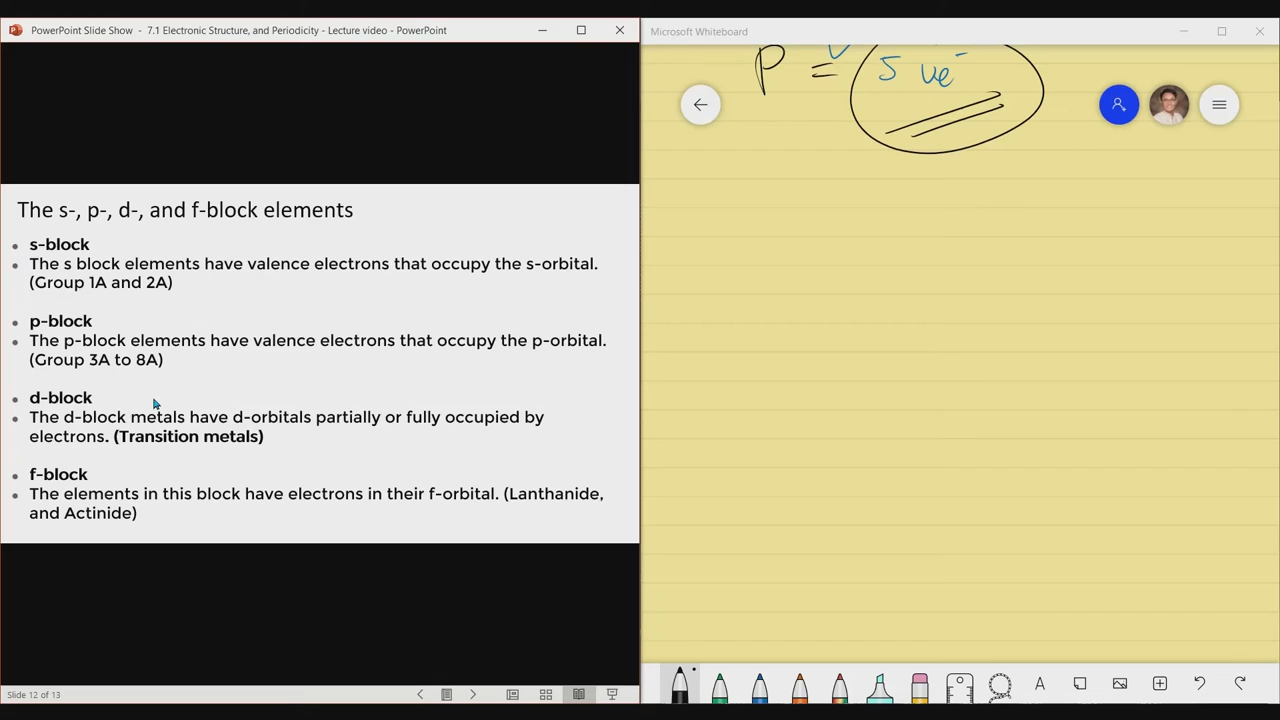 PowerPoint Slide Show - 7.1 Electronic Structure, and Periodicity - Lecture video - PowerPoint
The s-, p-, d-, and f-block elements
• s-block
• The s block elements have valence electrons that occupy the s-orbital.
(Group 1A and 2A)
• p-block
• The p-block elements have valence electrons that occupy the p-orbital.
(Group 3A to 8A)
• d-block
• The d-block metals have d-orbitals partially or fully occupied by
electrons. (Transition metals)
• f-block
• The elements in this block have electrons in their f-orbital. (Lanthanide,
and Actinide)
Slide 12 of 13
Microsoft Whiteboard
P = 5 ve⁻
A